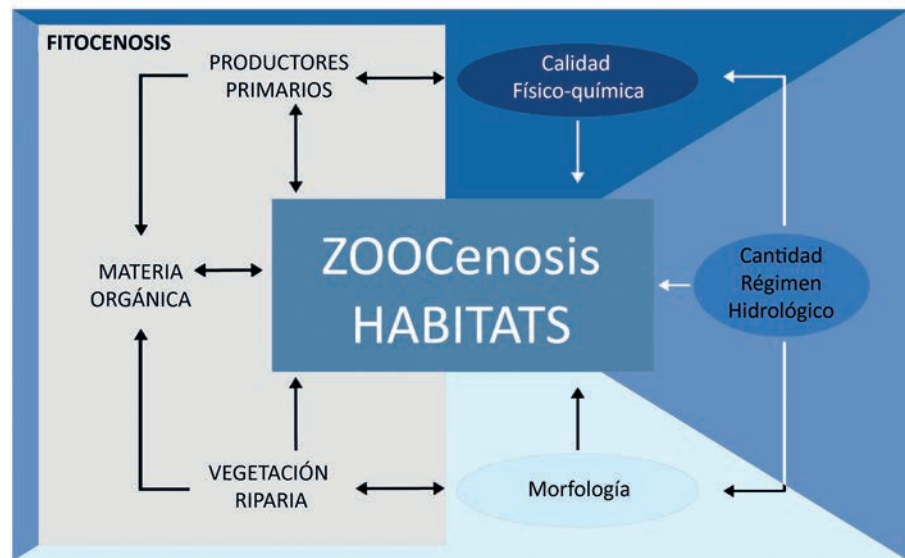 FITOCENOSIS
PRODUCTORES
PRIMARIOS
Calidad
Físico-química
ZOOCenosis
HABITATS
MATERIA
ORGÁNICA
Cantidad
Régimen
Hidrológico
VEGETACIÓN
RIPARIA
Morfología